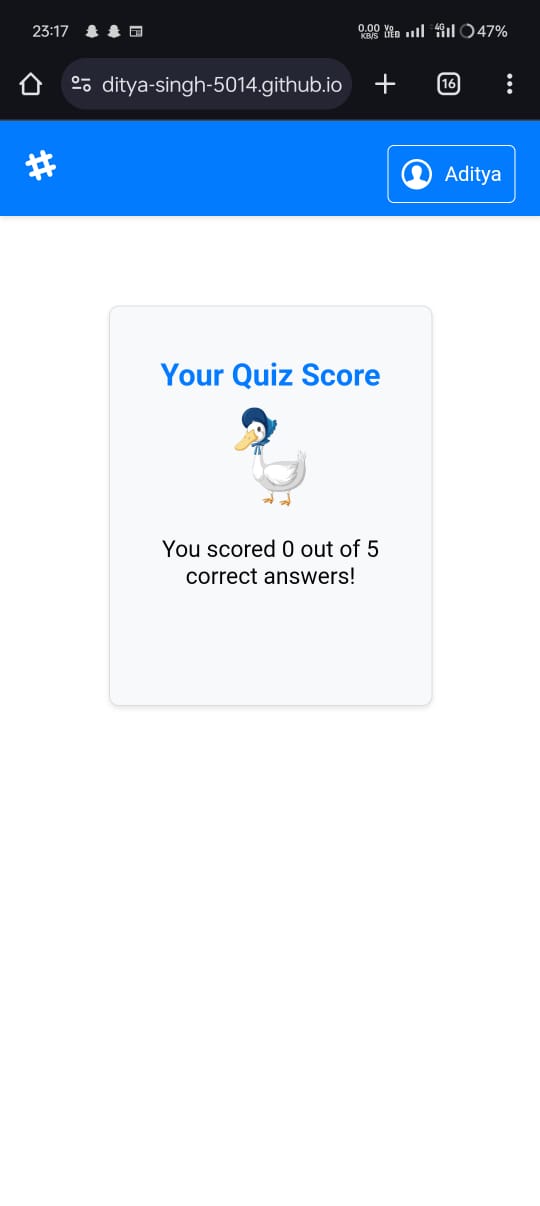 23:17 0.00 KB/S Vo LTE 4G 47%
ditya-singh-5014.github.io 16
# Aditya
Your Quiz Score
You scored 0 out of 5
correct answers!